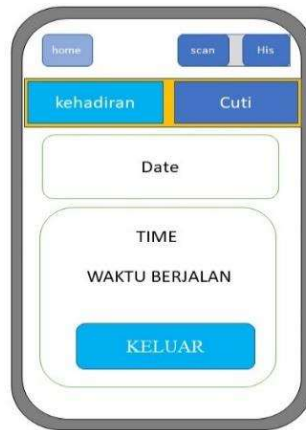 home scan His
kehadiran Cuti
Date
TIME
WAKTU BERJALAN
KELUAR